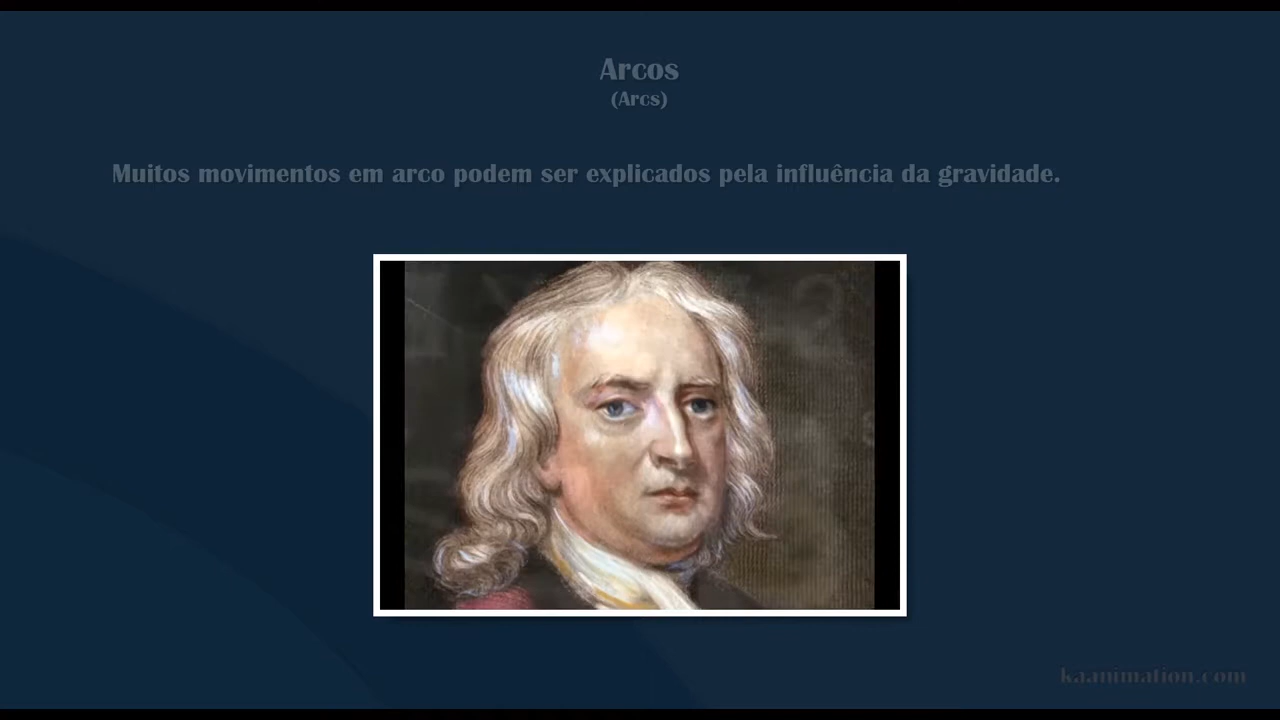 Arcos
(Arcs)
Muitos movimentos em arco podem ser explicados pela influência da gravidade.
kaanimation.com